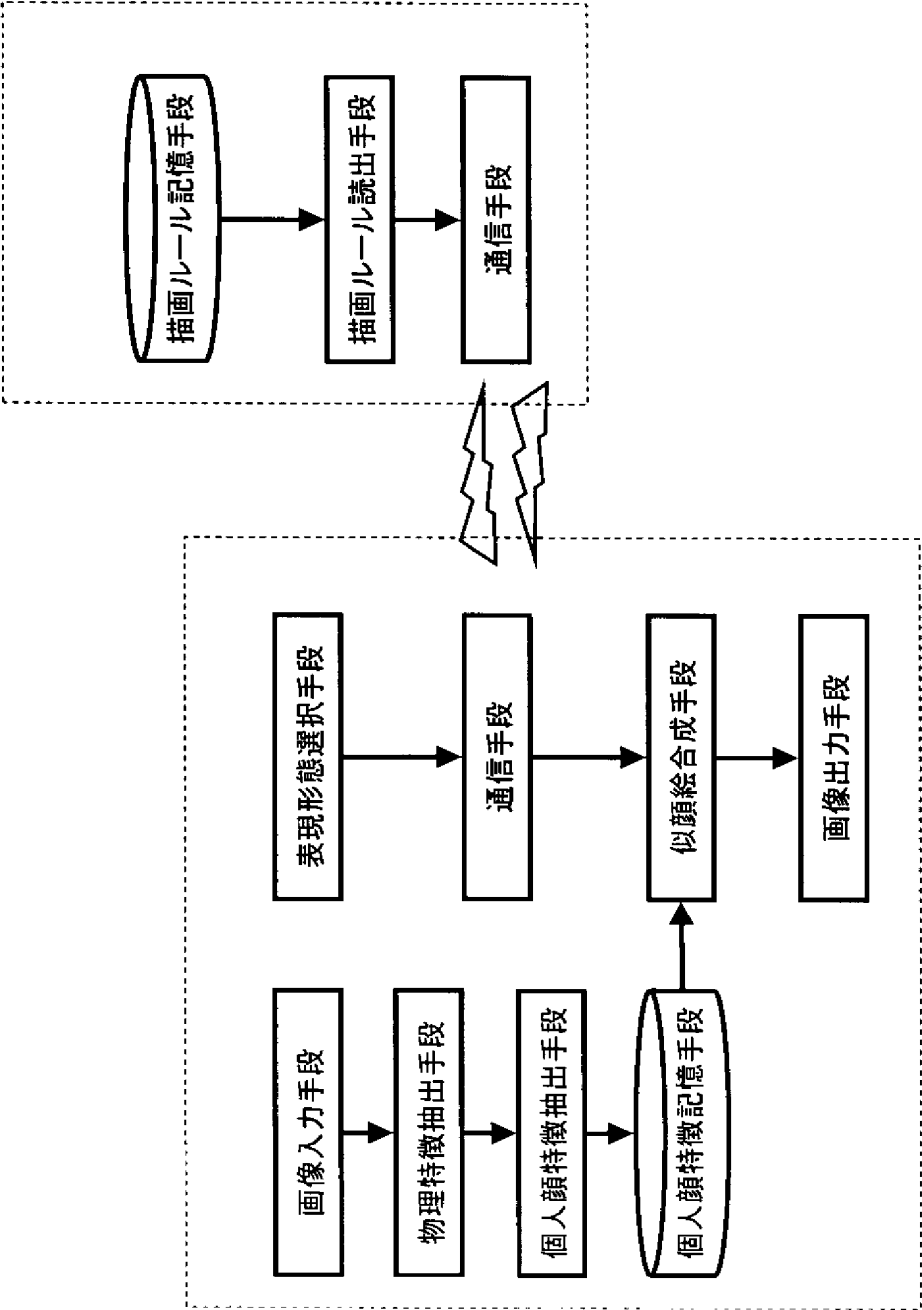 画像入力手段
物理特徴抽出手段
個人顔特徴抽出手段
個人顔特徴記憶手段
表現形態選択手段
通信手段
似顔絵合成手段
画像出力手段
描画ルール記憶手段
描画ルール読出手段
通信手段